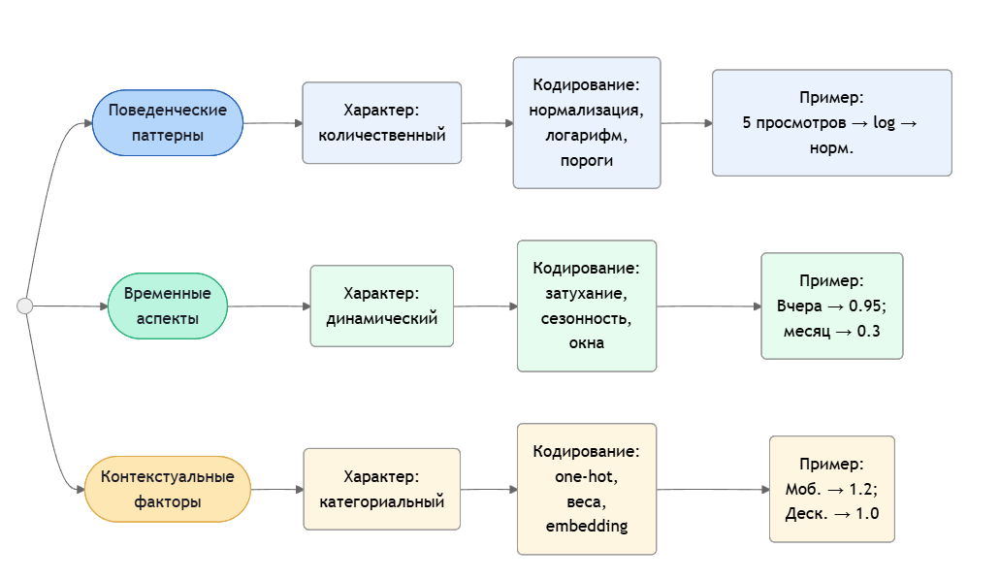 Поведенческие
паттерны
Характер:
количественный
Кодирование:
нормализация,
логарифм,
пороги
Пример:
5 просмотров → log →
норм.
Временные
аспекты
Характер:
динамический
Кодирование:
затухание,
сезонность,
окна
Пример:
Вчера → 0.95;
месяц → 0.3
Контекстуальные
факторы
Характер:
категориальный
Кодирование:
one-hot,
веса,
embedding
Пример:
Моб. → 1.2;
Деск. → 1.0